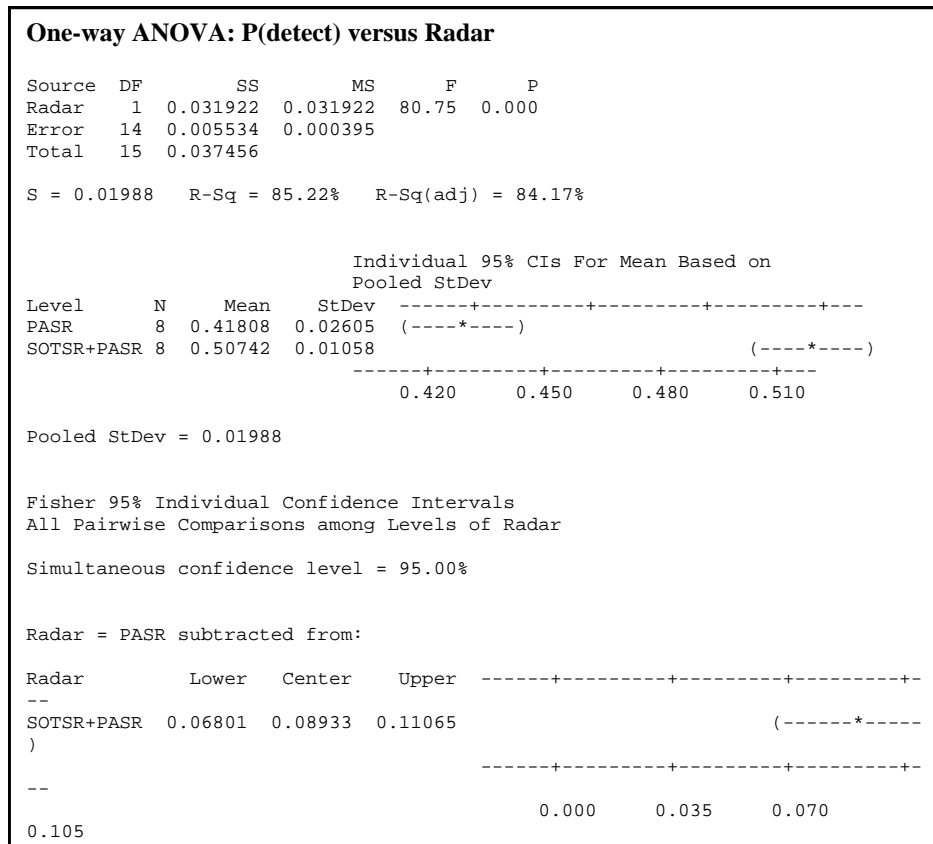 One-way ANOVA: P(detect) versus Radar
Source  DF        SS        MS      F      P
Radar    1  0.031922  0.031922  80.75  0.000
Error   14  0.005534  0.000395
Total   15  0.037456
S = 0.01988   R-Sq = 85.22%   R-Sq(adj) = 84.17%
Individual 95% CIs For Mean Based on
Pooled StDev
Level       N     Mean    StDev  ------+---------+---------+---------+---
PASR        8  0.41808  0.02605  (----*----)
SOTSR+PASR 8  0.50742  0.01058                                (----*----)
------+---------+---------+---------+---
0.420     0.450     0.480     0.510
Pooled StDev = 0.01988
Fisher 95% Individual Confidence Intervals
All Pairwise Comparisons among Levels of Radar
Simultaneous confidence level = 95.00%
Radar = PASR subtracted from:
Radar         Lower   Center    Upper  ------+---------+---------+---------+-
--
SOTSR+PASR  0.06801  0.08933  0.11065                           (------*-----
)
------+---------+---------+---------+-
--
0.000     0.035     0.070
0.105